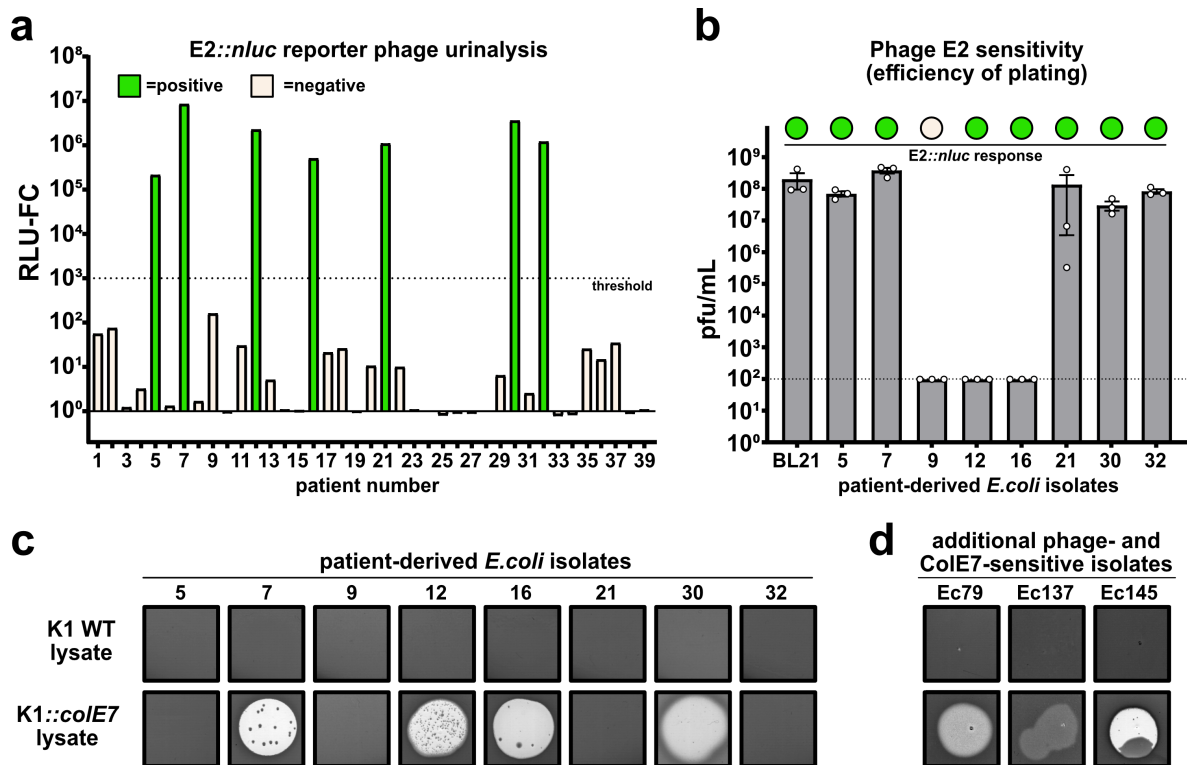 a
E2::nluc reporter phage urinalysis
=positive
=negative
RLU-FC
10⁸
10⁷
10⁶
10⁵
10⁴
10³
10²
10¹
10⁰
threshold
1 3 5 7 9 11 13 15 17 19 21 23 25 27 29 31 33 35 37 39
patient number
b
Phage E2 sensitivity
(efficiency of plating)
E2::nluc response
pfu/mL
10⁹
10⁸
10⁷
10⁶
10⁵
10⁴
10³
10²
10¹
10⁰
BL21 5 7 9 12 16 21 30 32
patient-derived E.coli isolates
c
patient-derived E.coli isolates
5 7 9 12 16 21 30 32
K1 WT
lysate
K1::colE7
lysate
d
additional phage- and
ColE7-sensitive isolates
Ec79 Ec137 Ec145